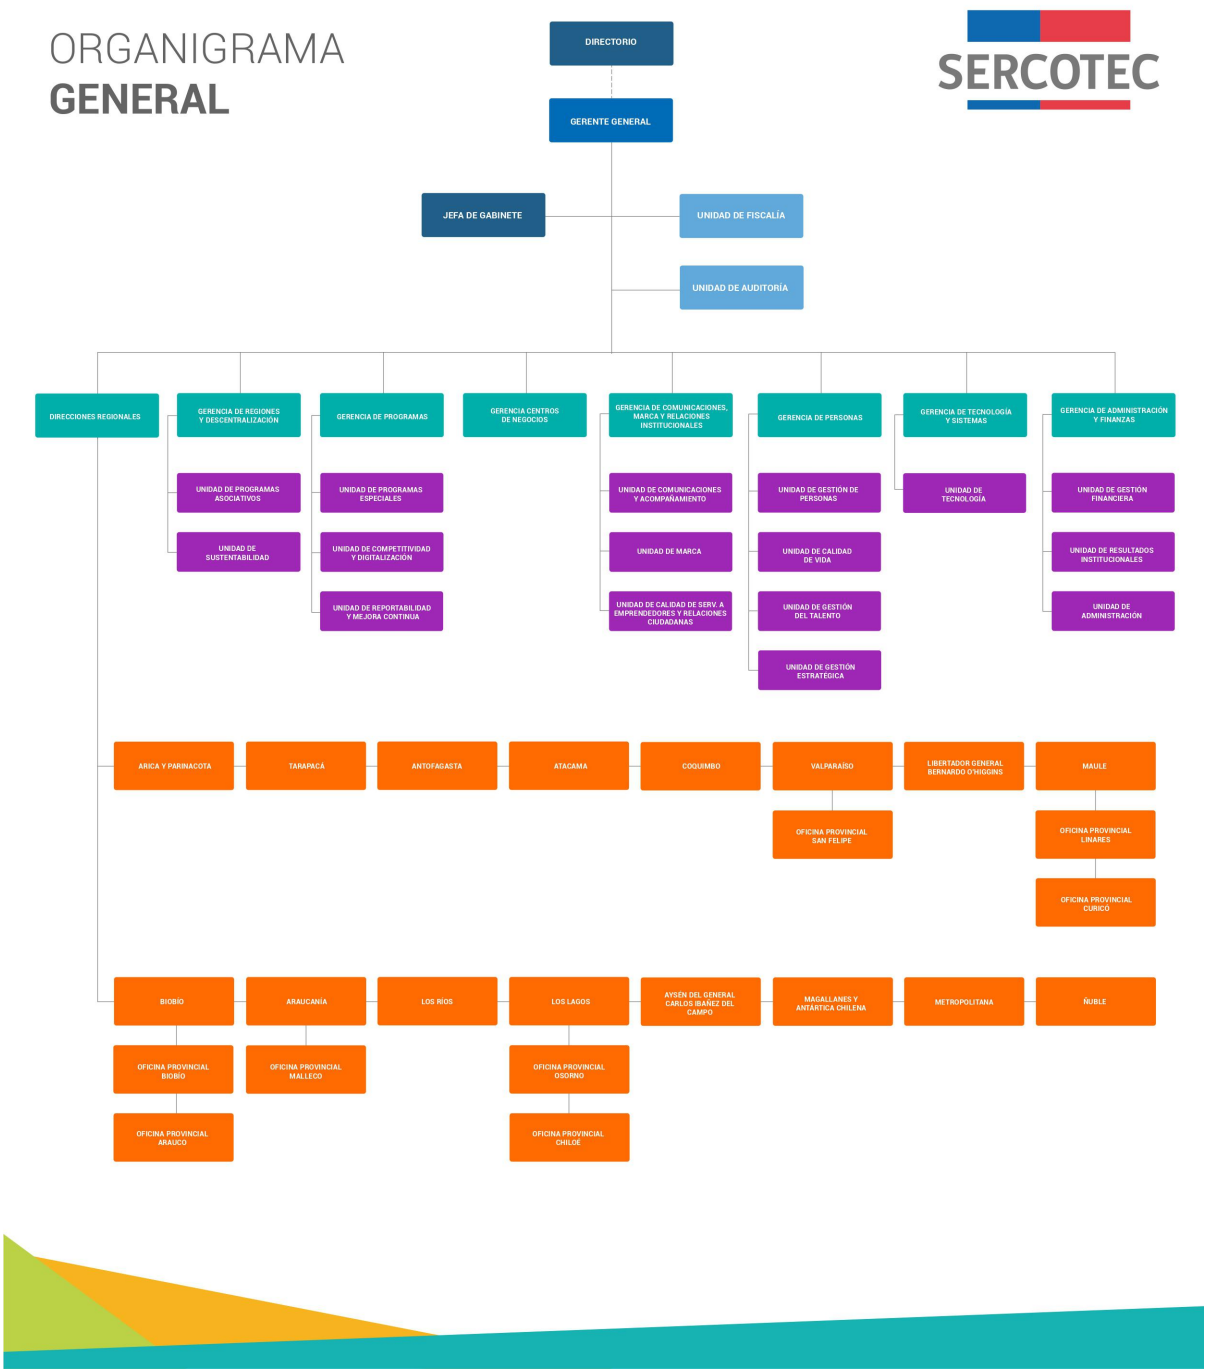 ORGANIGRAMA
GENERAL
DIRECTORIO
SERCOTEC
GERENTE GENERAL
JEFA DE GABINETE
UNIDAD DE FISCALÍA
UNIDAD DE AUDITORÍA
DIRECCIONES REGIONALES
GERENCIA DE REGIONES
Y DESCENTRALIZACIÓN
GERENCIA DE PROGRAMAS
GERENCIA CENTROS
DE NEGOCIOS
GERENCIA DE COMUNICACIONES,
MARCA Y RELACIONES
INSTITUCIONALES
GERENCIA DE PERSONAS
GERENCIA DE TECNOLOGÍA
Y SISTEMAS
GERENCIA DE ADMINISTRACIÓN
Y FINANZAS
UNIDAD DE PROGRAMAS
ASOCIATIVOS
UNIDAD DE PROGRAMAS
ESPECIALES
UNIDAD DE COMUNICACIONES
Y ACOMPAÑAMIENTO
UNIDAD DE GESTIÓN DE
PERSONAS
UNIDAD DE
TECNOLOGÍA
UNIDAD DE GESTIÓN
FINANCIERA
UNIDAD DE
SUSTENTABILIDAD
UNIDAD DE COMPETITIVIDAD
Y DIGITALIZACIÓN
UNIDAD DE MARCA
UNIDAD DE CALIDAD
DE VIDA
UNIDAD DE RESULTADOS
INSTITUCIONALES
UNIDAD DE REPORTABILIDAD
Y MEJORA CONTINUA
UNIDAD DE CALIDAD DE SERV. A
EMPRENDEDORES Y RELACIONES
CIUDADANAS
UNIDAD DE GESTIÓN
DEL TALENTO
UNIDAD DE
ADMINISTRACIÓN
UNIDAD DE GESTIÓN
ESTRATÉGICA
ARICA Y PARINACOTA
TARAPACÁ
ANTOFAGASTA
ATACAMA
COQUIMBO
VALPARAÍSO
LIBERTADOR GENERAL
BERNARDO O'HIGGINS
MAULE
OFICINA PROVINCIAL
SAN FELIPE
OFICINA PROVINCIAL
LINARES
OFICINA PROVINCIAL
CURICÓ
BIOBÍO
ARAUCANÍA
LOS RÍOS
LOS LAGOS
AYSÉN DEL GENERAL
CARLOS IBAÑEZ DEL
CAMPO
MAGALLANES Y
ANTÁRTICA CHILENA
METROPOLITANA
ÑUBLE
OFICINA PROVINCIAL
BIOBÍO
OFICINA PROVINCIAL
MALLECO
OFICINA PROVINCIAL
OSORNO
OFICINA PROVINCIAL
ARAUCO
OFICINA PROVINCIAL
CHILOÉ